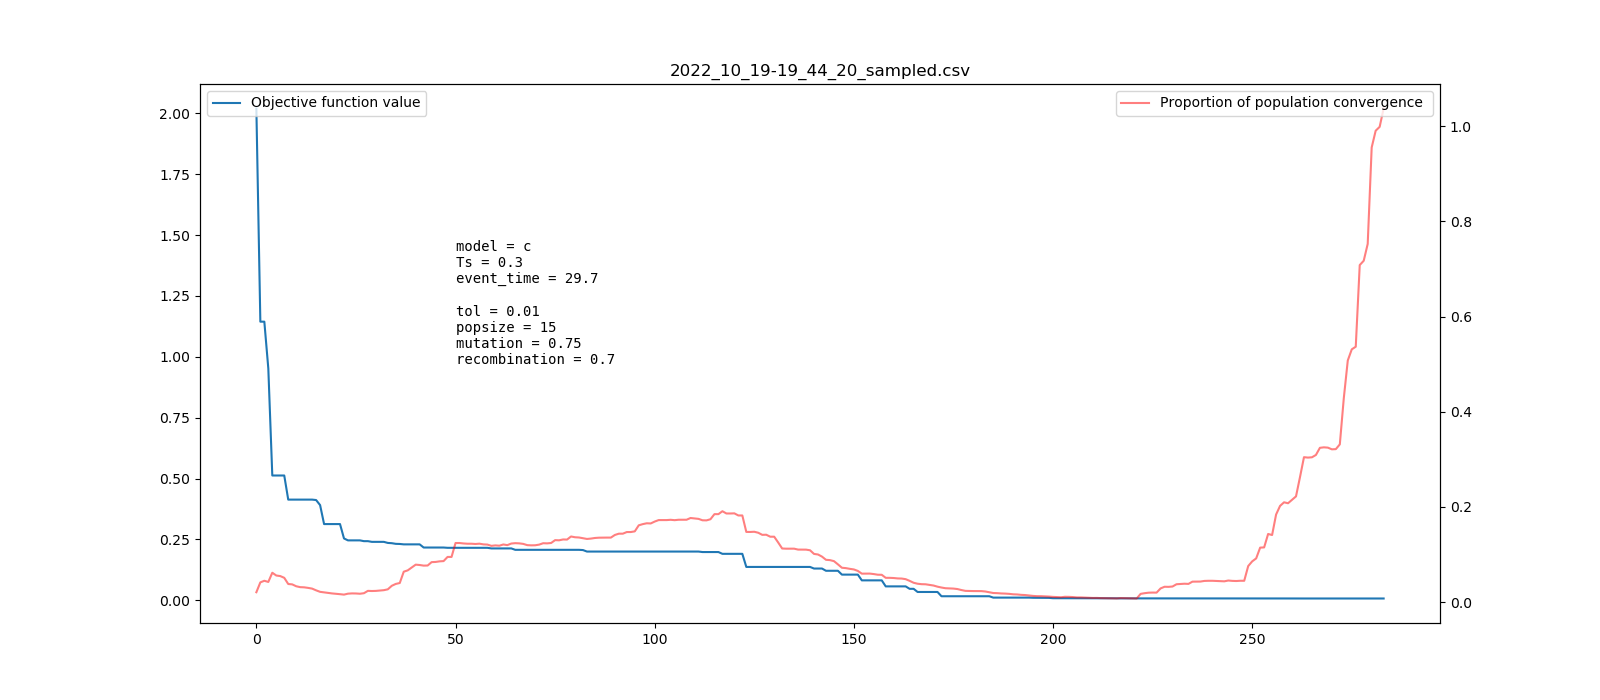 2022_10_19-19_44_20_sampled.csv
Objective function value
Proportion of population convergence
2.00
1.75
1.50
1.25
1.00
0.75
0.50
0.25
0.00
model = c
Ts = 0.3
event_time = 29.7
tol = 0.01
popsize = 15
mutation = 0.75
recombination = 0.7
1.0
0.8
0.6
0.4
0.2
0.0
0 50 100 150 200 250